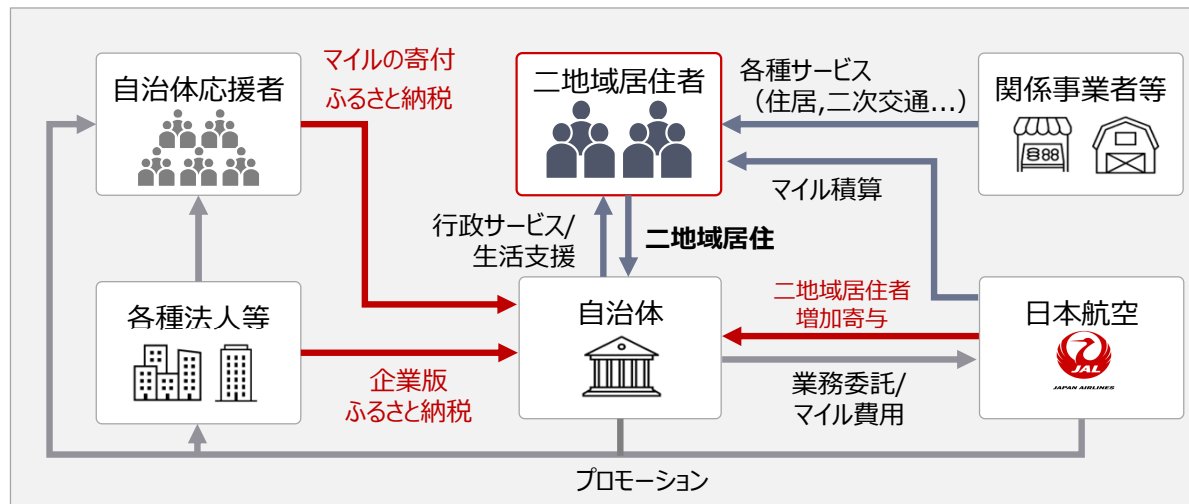 自治体応援者
マイルの寄付
ふるさと納税
二地域居住者
各種サービス
（住居,二次交通...）
関係事業者等
マイル積算
行政サービス/
生活支援
二地域居住
各種法人等
企業版
ふるさと納税
自治体
二地域居住者
増加寄与
業務委託/
マイル費用
日本航空
JAL
JAPAN AIRLINES
プロモーション